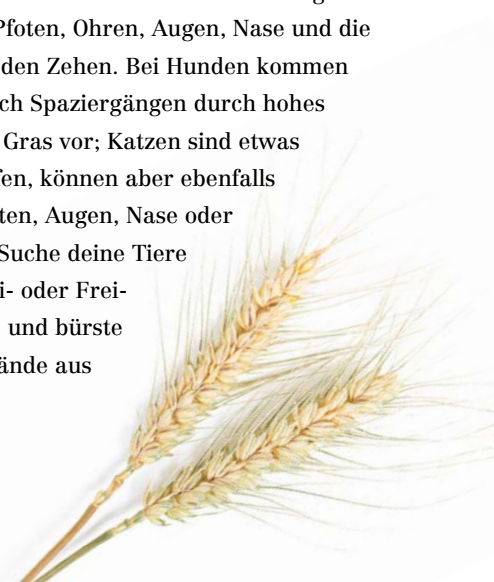 Pfoten, Ohren, Augen, Nase und die
den Zehen. Bei Hunden kommen
ch Spaziergängen durch hohes
Gras vor; Katzen sind etwas
en, können aber ebenfalls
ten, Augen, Nase oder
Suche deine Tiere
i- oder Frei-
und bürste
ände aus